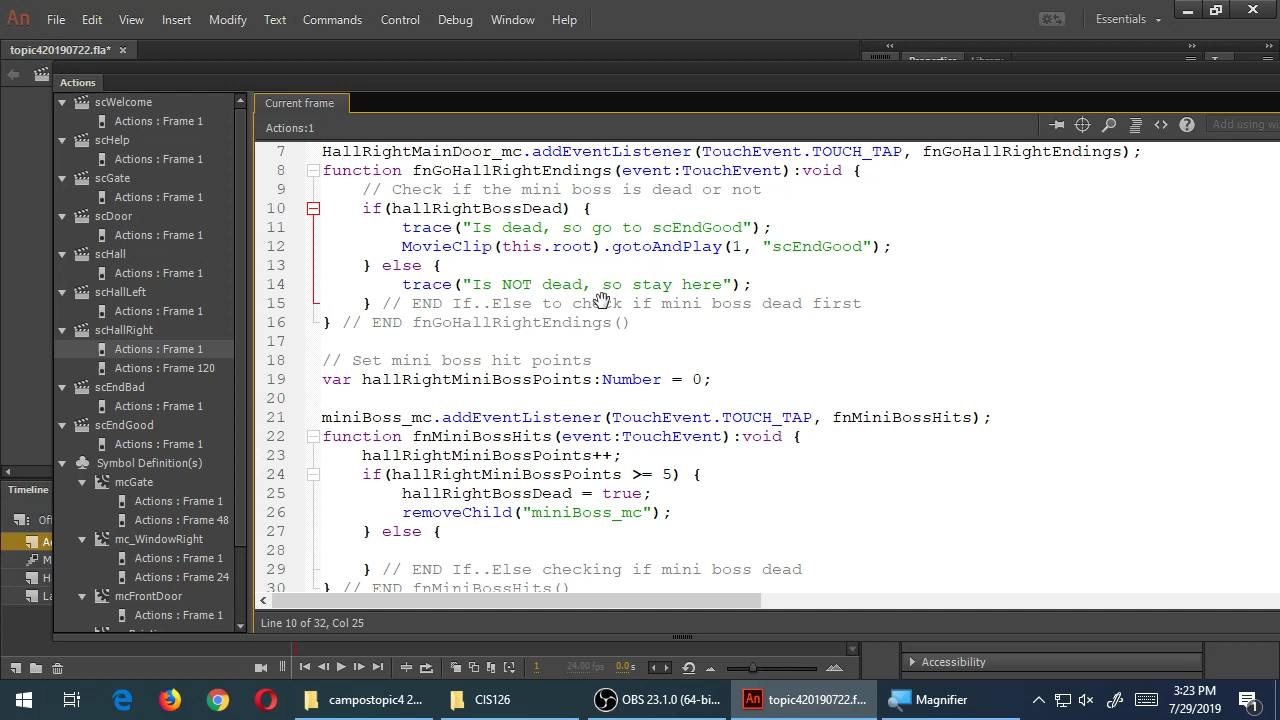 An File Edit View Insert Modify Text Commands Control Debug Window Help Essentials
topic420190722.fla* ×
Properties Library
Actions
scWelcome
Actions : Frame 1
scHelp
Actions : Frame 1
scGate
Actions : Frame 1
scDoor
Actions : Frame 1
scHall
Actions : Frame 1
scHallLeft
Actions : Frame 1
scHallRight
Actions : Frame 1
Actions : Frame 120
scEndBad
Actions : Frame 1
scEndGood
Actions : Frame 1
Symbol Definition(s)
mcGate
Actions : Frame 1
Actions : Frame 48
mc_WindowRight
Actions : Frame 1
Actions : Frame 24
mcFrontDoor
Actions : Frame 1
Current frame
Actions:1
Add using wi
7 HallRightMainDoor_mc.addEventListener(TouchEvent.TOUCH_TAP, fnGoHallRightEndings);
8 function fnGoHallRightEndings(event:TouchEvent):void {
9 // Check if the mini boss is dead or not
10 if(hallRightBossDead) {
11 trace("Is dead, so go to scEndGood");
12 MovieClip(this.root).gotoAndPlay(1, "scEndGood");
13 } else {
14 trace("Is NOT dead, so stay here");
15 } // END If..Else to check if mini boss dead first
16 } // END fnGoHallRightEndings()
17
18 // Set mini boss hit points
19 var hallRightMiniBossPoints:Number = 0;
20
21 miniBoss_mc.addEventListener(TouchEvent.TOUCH_TAP, fnMiniBossHits);
22 function fnMiniBossHits(event:TouchEvent):void {
23 hallRightMiniBossPoints++;
24 if(hallRightMiniBossPoints >= 5) {
25 hallRightBossDead = true;
26 removeChild("miniBoss_mc");
27 } else {
28
29 } // END If..Else checking if mini boss dead
30 } // END fnMiniBossHits()
Line 10 of 32, Col 25
Timeline
1 24.00 fps 0.0 s
Accessibility
campostopic4 2... CIS126 OBS 23.1.0 (64-bi... An topic420190722.f... Magnifier
3:23 PM
7/29/2019
1